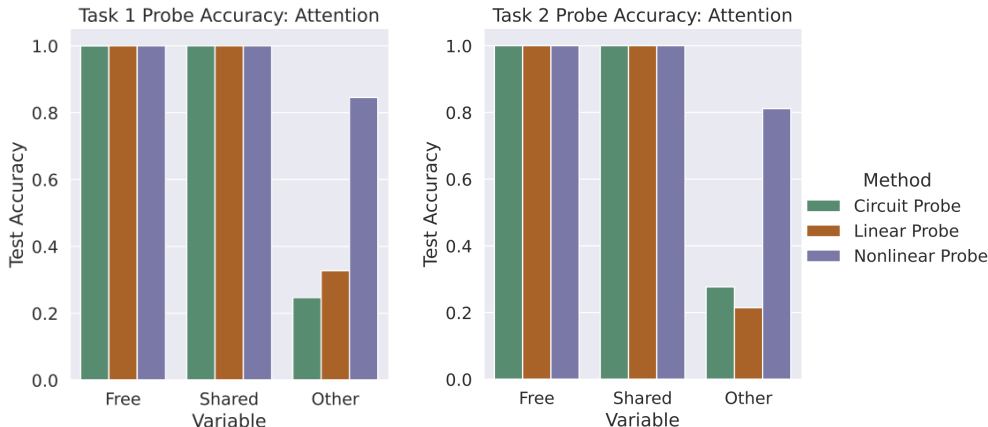 Task 1 Probe Accuracy: Attention
1.0
0.8
0.6
0.4
0.2
0.0
Test Accuracy
Free
Shared
Other
Variable
Task 2 Probe Accuracy: Attention
1.0
0.8
0.6
0.4
0.2
0.0
Test Accuracy
Free
Shared
Other
Variable
Method
Circuit Probe
Linear Probe
Nonlinear Probe